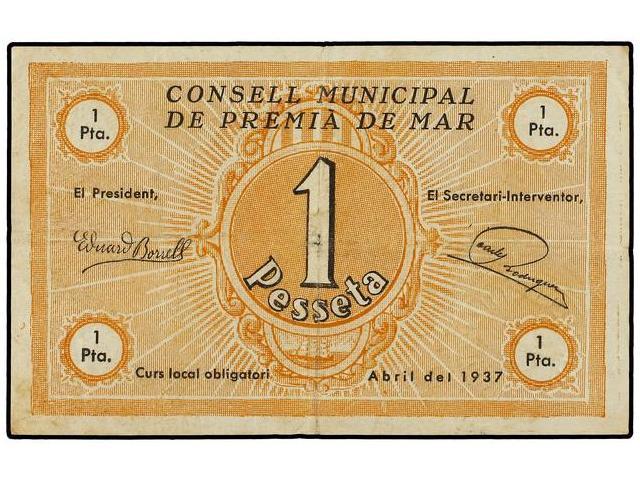 CONSELL MUNICIPAL
DE PREMIÀ DE MAR
1
Pta.
1
Pta.
El President,
El Secretari-Interventor,
Eduard Borrell
1
Pesseta
1
Pta.
1
Pta.
Curs local obligatori
Abril del 1937